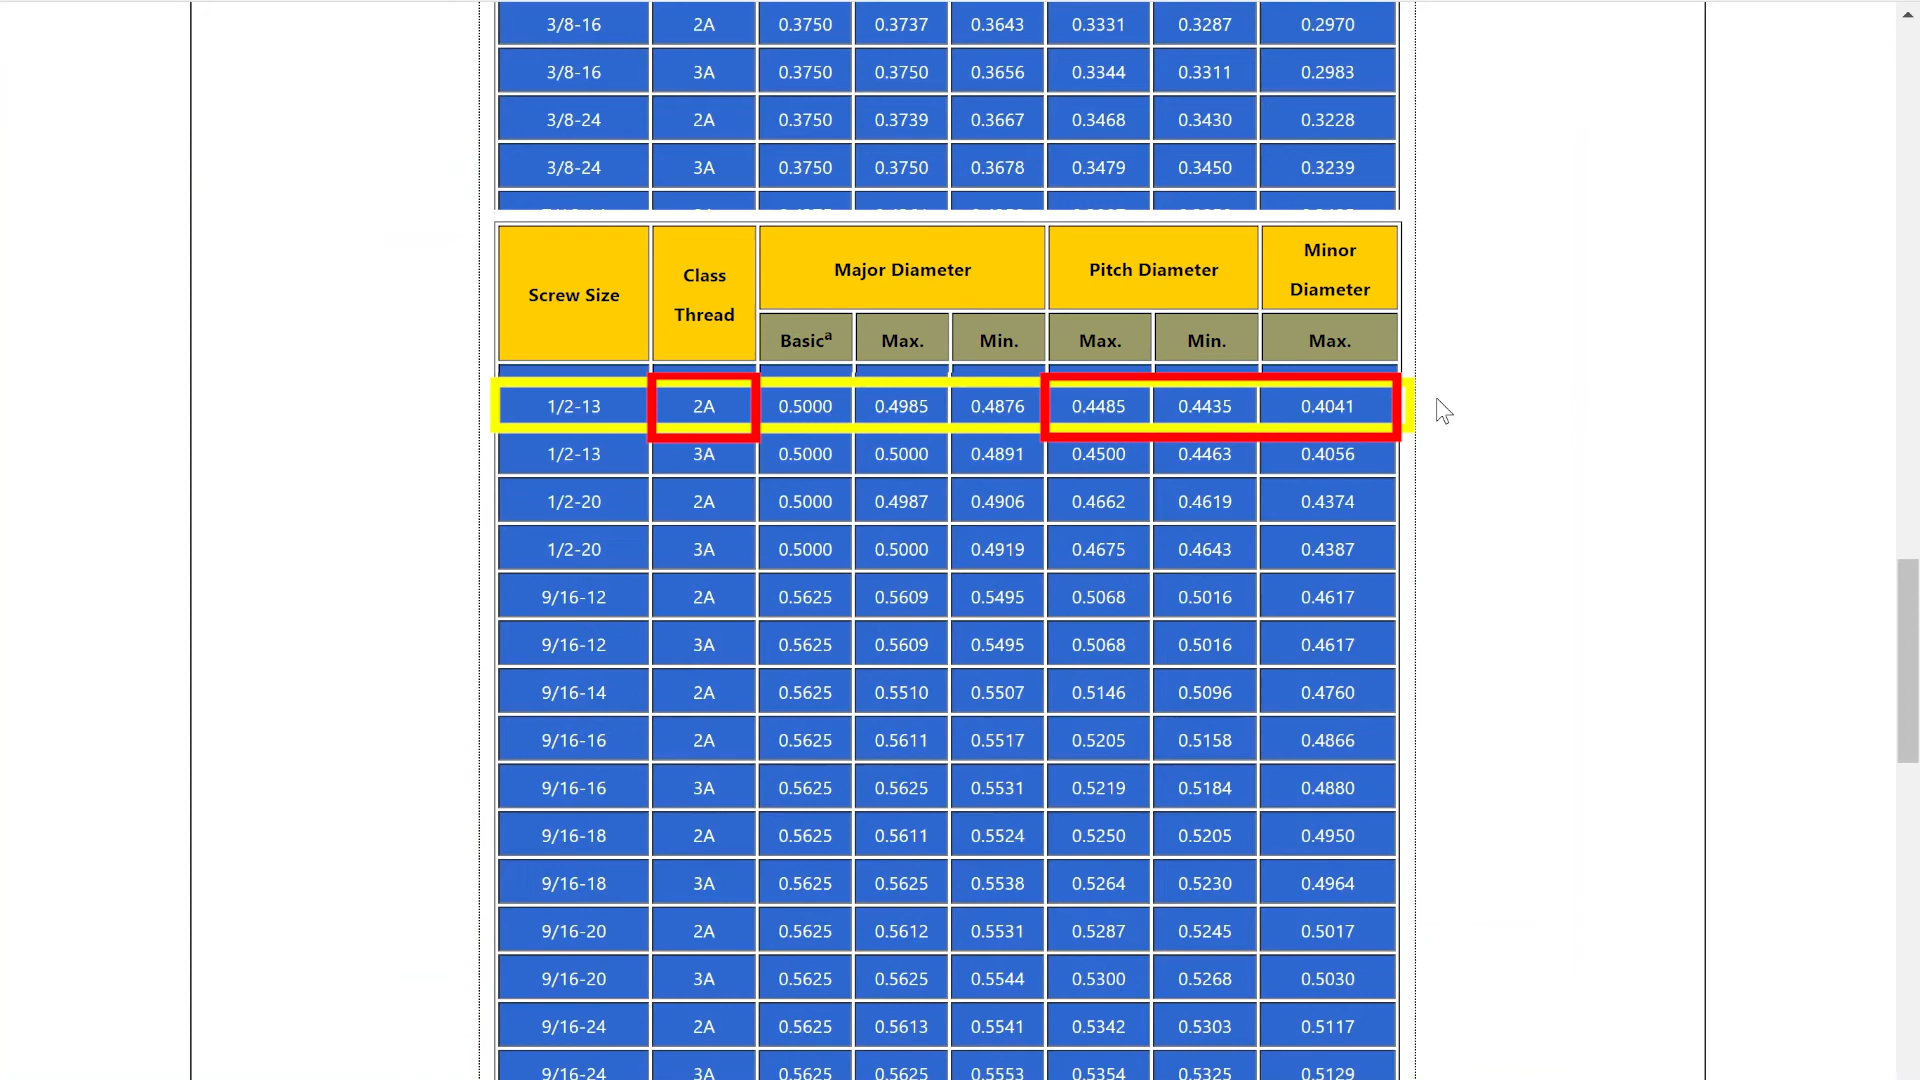 3/8-16 2A 0.3750 0.3737 0.3643 0.3331 0.3287 0.2970
3/8-16 3A 0.3750 0.3750 0.3656 0.3344 0.3311 0.2983
3/8-24 2A 0.3750 0.3739 0.3667 0.3468 0.3430 0.3228
3/8-24 3A 0.3750 0.3750 0.3678 0.3479 0.3450 0.3239
Screw Size Class Thread Major Diameter Pitch Diameter Minor Diameter
Basicᵃ Max. Min. Max. Min. Max.
1/2-13 2A 0.5000 0.4985 0.4876 0.4485 0.4435 0.4041
1/2-13 3A 0.5000 0.5000 0.4891 0.4500 0.4463 0.4056
1/2-20 2A 0.5000 0.4987 0.4906 0.4662 0.4619 0.4374
1/2-20 3A 0.5000 0.5000 0.4919 0.4675 0.4643 0.4387
9/16-12 2A 0.5625 0.5609 0.5495 0.5068 0.5016 0.4617
9/16-12 3A 0.5625 0.5609 0.5495 0.5068 0.5016 0.4617
9/16-14 2A 0.5625 0.5510 0.5507 0.5146 0.5096 0.4760
9/16-16 2A 0.5625 0.5611 0.5517 0.5205 0.5158 0.4866
9/16-16 3A 0.5625 0.5625 0.5531 0.5219 0.5184 0.4880
9/16-18 2A 0.5625 0.5611 0.5524 0.5250 0.5205 0.4950
9/16-18 3A 0.5625 0.5625 0.5538 0.5264 0.5230 0.4964
9/16-20 2A 0.5625 0.5612 0.5531 0.5287 0.5245 0.5017
9/16-20 3A 0.5625 0.5625 0.5544 0.5300 0.5268 0.5030
9/16-24 2A 0.5625 0.5613 0.5541 0.5342 0.5303 0.5117
9/16-24 3A 0.5625 0.5625 0.5553 0.5354 0.5325 0.5129